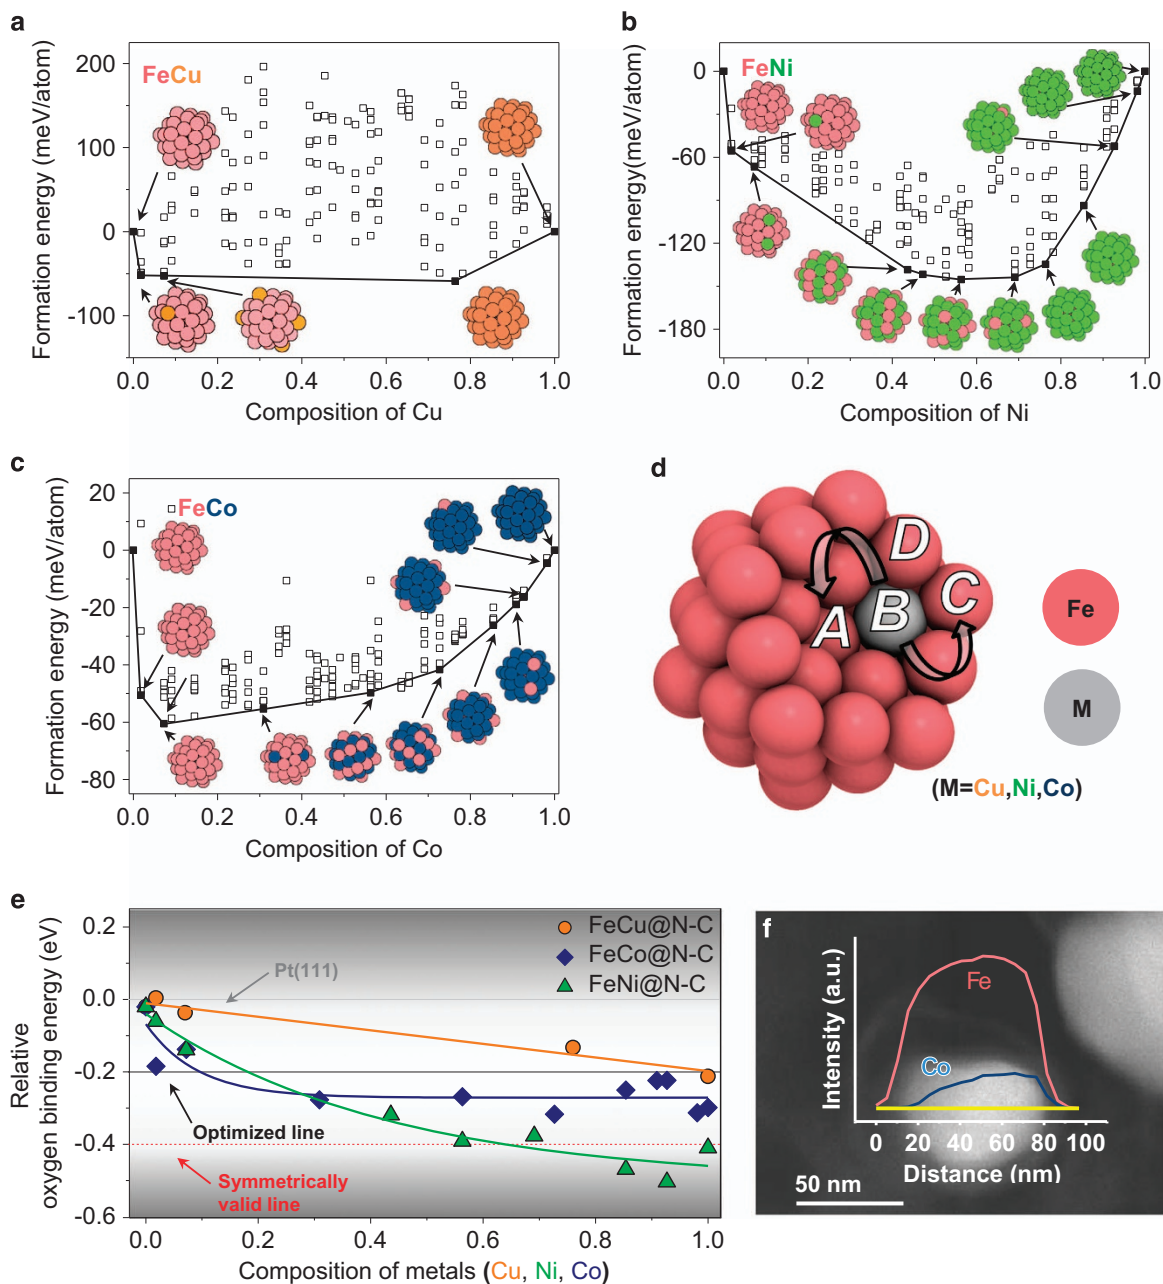 a
FeCu
Formation energy (meV/atom)
200
100
0
-100
0.0 0.2 0.4 0.6 0.8 1.0
Composition of Cu
b
FeNi
Formation energy(meV/atom)
0
-60
-120
-180
0.0 0.2 0.4 0.6 0.8 1.0
Composition of Ni
c
FeCo
Formation energy (meV/atom)
20
0
-20
-40
-60
-80
0.0 0.2 0.4 0.6 0.8 1.0
Composition of Co
d
D
C
B
A
Fe
M
(M=Cu,Ni,Co)
e
Relative
oxygen binding energy (eV)
0.2
0.0
-0.2
-0.4
-0.6
FeCu@N-C
FeCo@N-C
FeNi@N-C
Pt(111)
Optimized line
Symmetrically
valid line
0.0 0.2 0.4 0.6 0.8 1.0
Composition of metals (Cu, Ni, Co)
f
Intensity (a.u.)
Fe
Co
0 20 40 60 80 100
Distance (nm)
50 nm